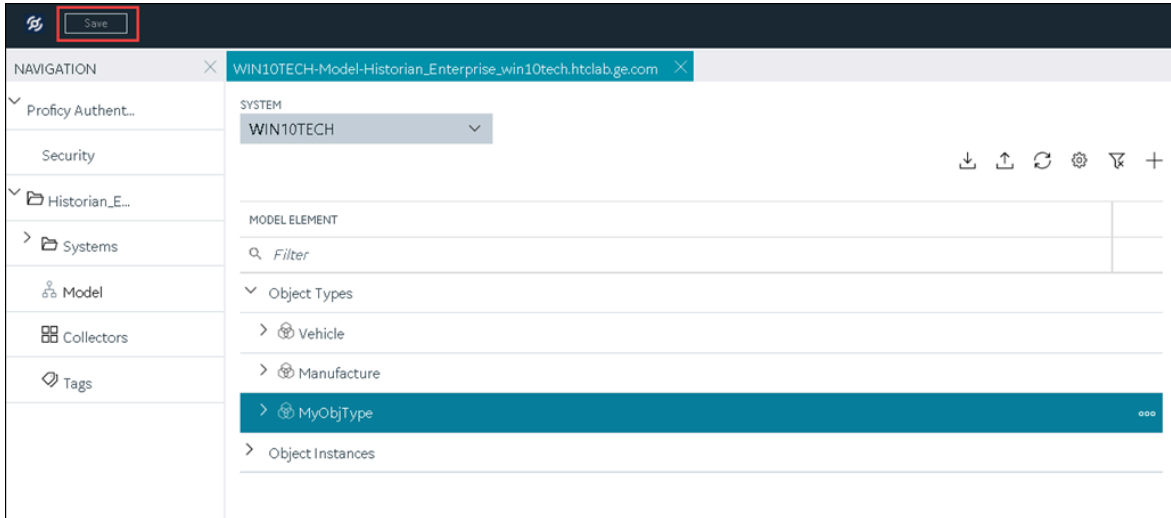 Save
NAVIGATION
WIN10TECH-Model-Historian_Enterprise_win10tech.htclab.ge.com
Proficy Authent...
Security
Historian_E...
Systems
Model
Collectors
Tags
SYSTEM
WIN10TECH
MODEL ELEMENT
Filter
Object Types
Vehicle
Manufacture
MyObjType
Object Instances